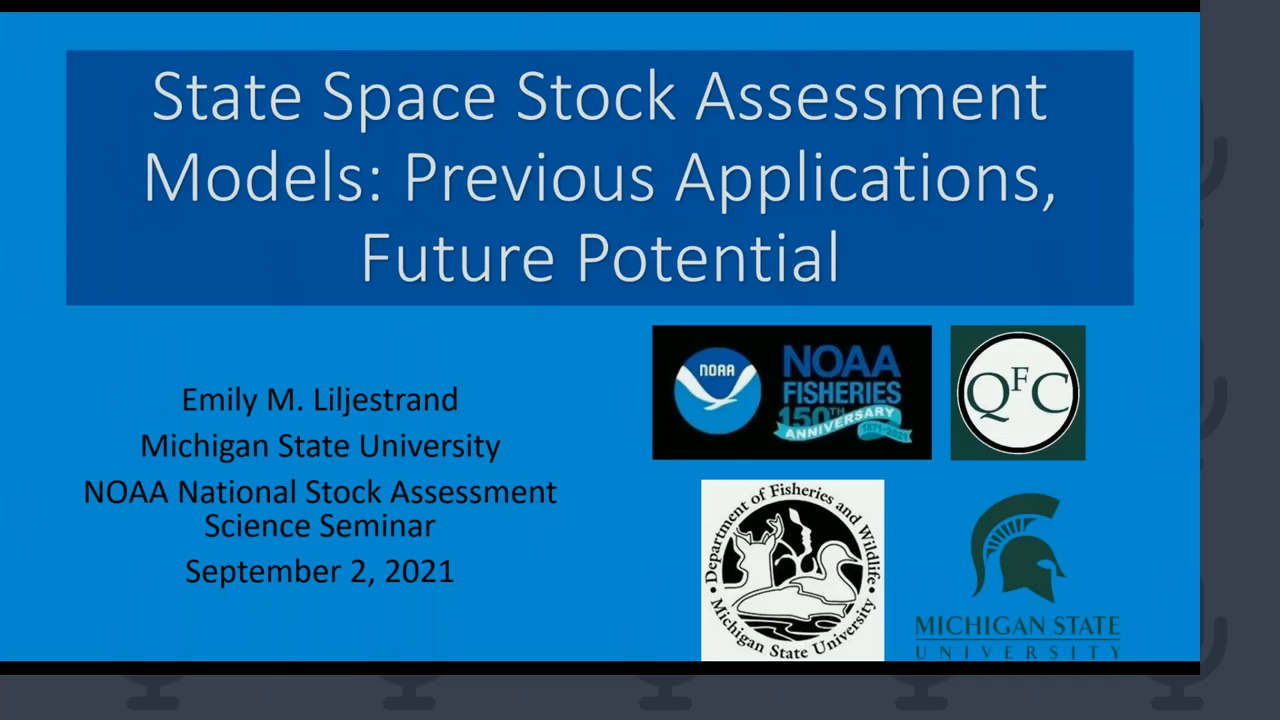 State Space Stock Assessment
Models: Previous Applications,
Future Potential
Emily M. Liljestrand
Michigan State University
NOAA National Stock Assessment
Science Seminar
September 2, 2021
NOAA
NOAA
FISHERIES
150TH
ANNIVERSARY
1871-2021
QFC
Department of Fisheries and Wildlife
• Michigan State University •
MICHIGAN STATE
UNIVERSITY